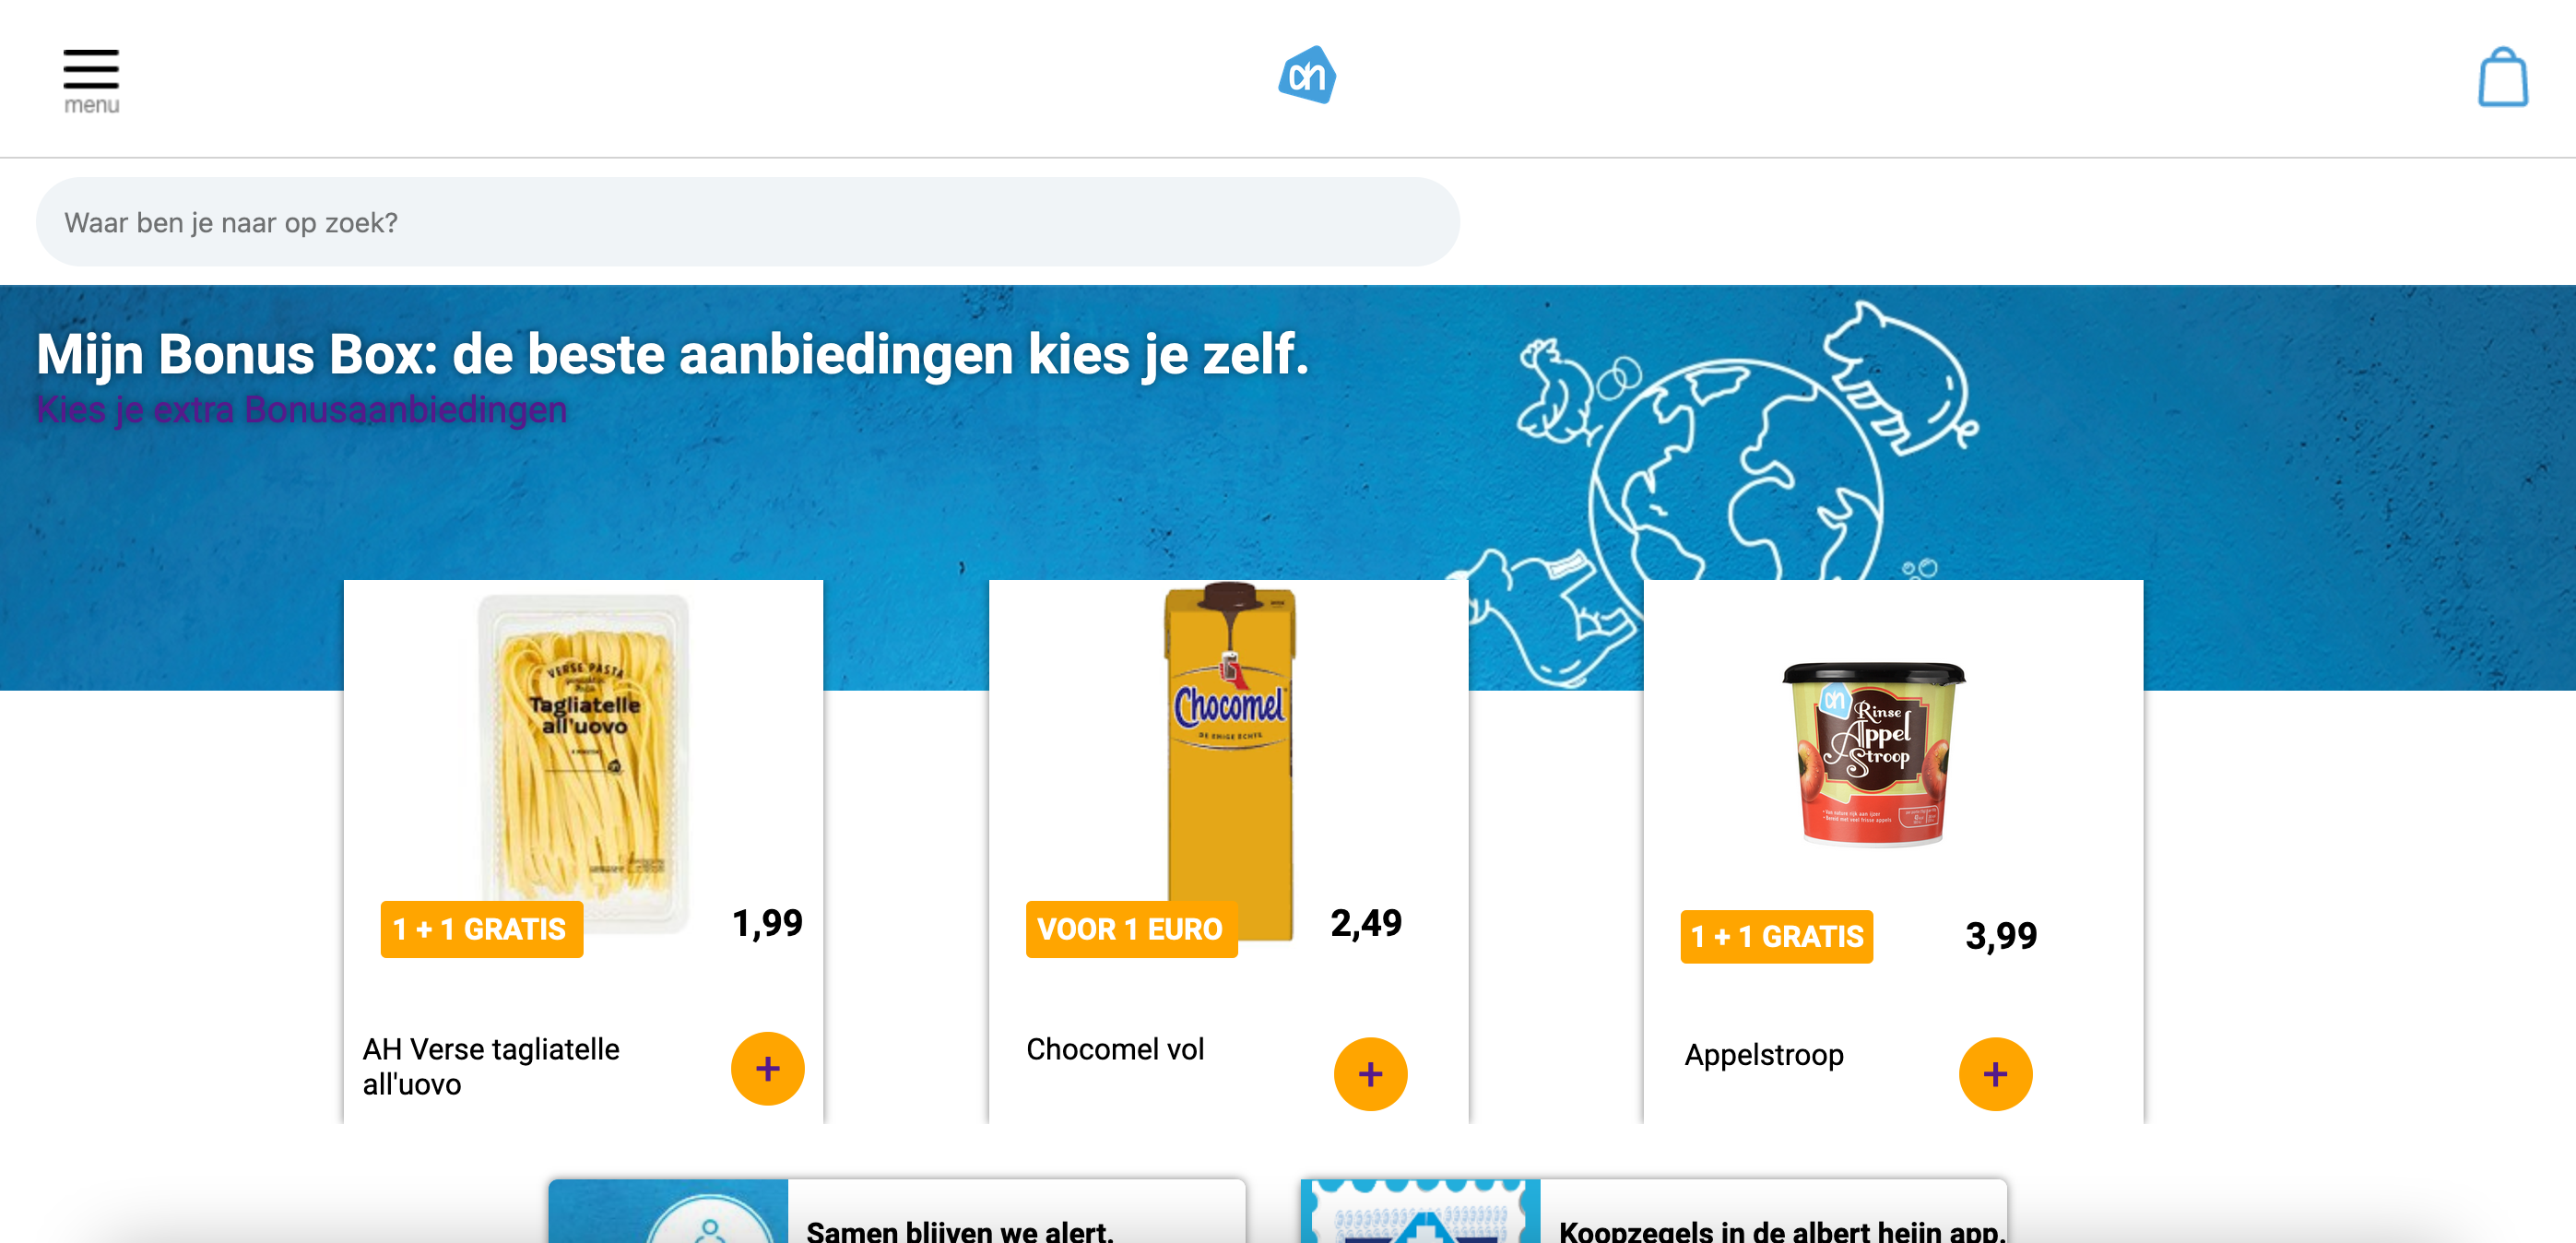 menu
ah
Waar ben je naar op zoek?
Mijn Bonus Box: de beste aanbiedingen kies je zelf.
Kies je extra Bonusaanbiedingen
VERSE PASTA
Tagliatelle
all'uovo
1 + 1 GRATIS
1,99
AH Verse tagliatelle
all'uovo
Chocomel
DE ENIGE ECHTE
VOOR 1 EURO
2,49
Chocomel vol
ah
Rinse
Appel
Stroop
1 + 1 GRATIS
3,99
Appelstroop
Samen blijven we alert.
Koopzegels in de albert heijn app.